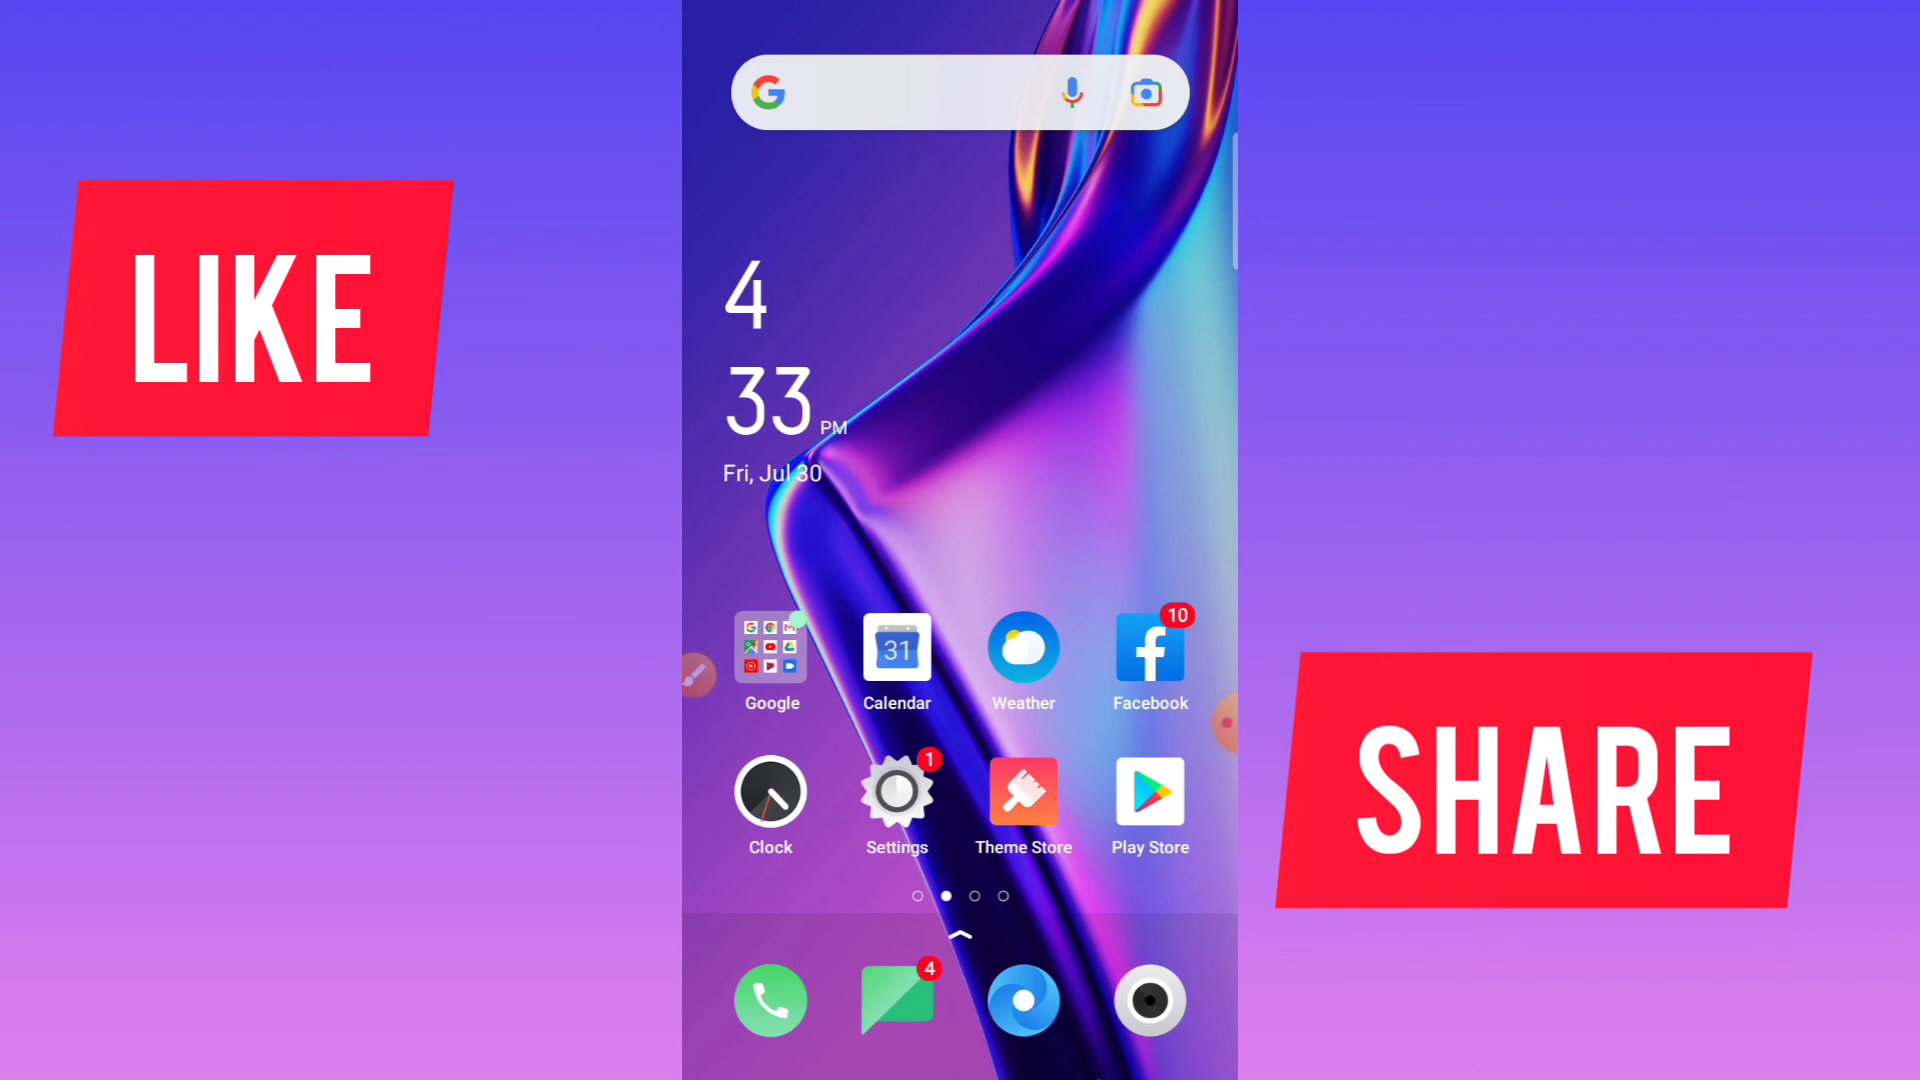 LIKE
4
33 PM
Fri, Jul 30
10
Google
31
Calendar
Weather
Facebook
1
Clock
Settings
Theme Store
Play Store
4
SHARE